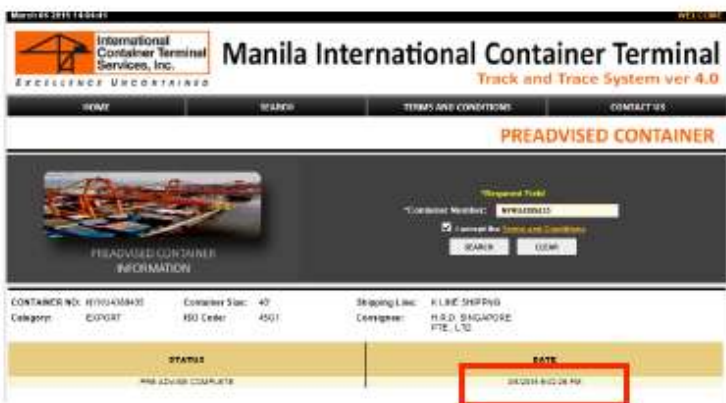 International
Container Terminal
Services, Inc.
EXCELLENCE UNCONTAINED
Manila International Container Terminal
Track and Trace System ver 4.0
HOME SEARCH TERMS AND CONDITIONS CONTACT US
PREADVISED CONTAINER
*Required Field
*Container Number:
I accept the Terms and Conditions
SEARCH CLEAR
PREADVISED CONTAINER
INFORMATION
CONTAINER NO: Container Size: 40' Shipping Line: K LINE SHIPPING
Category: EXPORT ISO Code: 45G1 Consignee: H.R.D. SINGAPORE
PTE., LTD
STATUS DATE
PRE-ADVISE COMPLETE